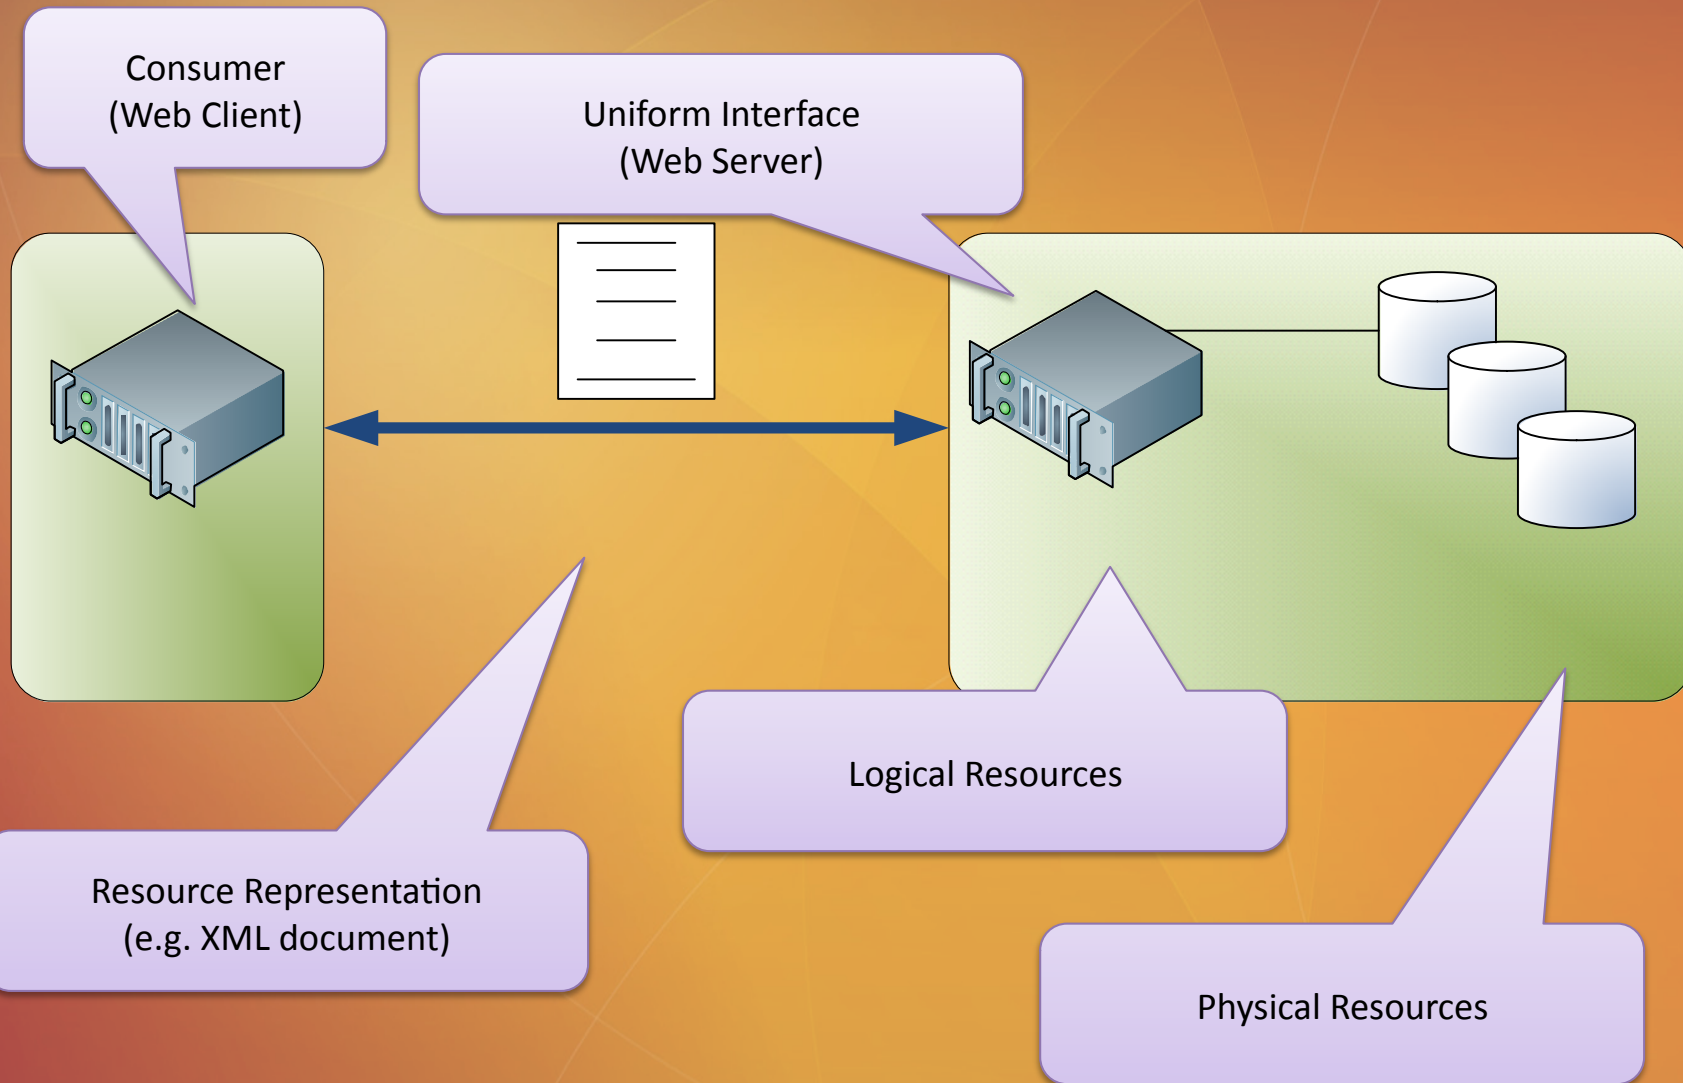 Consumer
(Web Client)
Uniform Interface
(Web Server)
Logical Resources
Resource Representation
(e.g. XML document)
Physical Resources